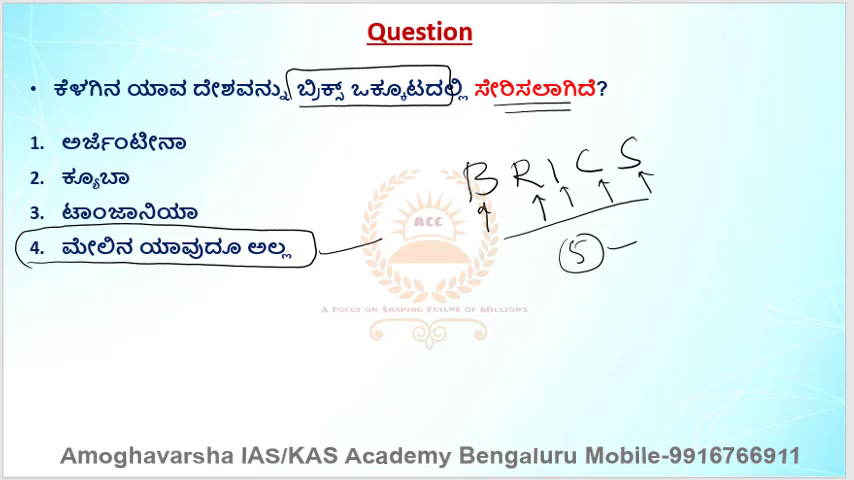 Question
• ಕೆಳಗಿನ ಯಾವ ದೇಶವನ್ನು ಬ್ರಿಕ್ಸ್ ಒಕ್ಕೂಟದಲ್ಲಿ ಸೇರಿಸಲಾಗಿದೆ?
1. ಅರ್ಜೆಂಟೀನಾ
2. ಕ್ಯೂಬಾ
3. ಟಾಂಜಾನಿಯಾ
4. ಮೇಲಿನ ಯಾವುದೂ ಅಲ್ಲ
B R I C S
5
ACC
A FOCUS ON SHAPING FUTURE OF MILLIONS
Amoghavarsha IAS/KAS Academy Bengaluru Mobile-9916766911